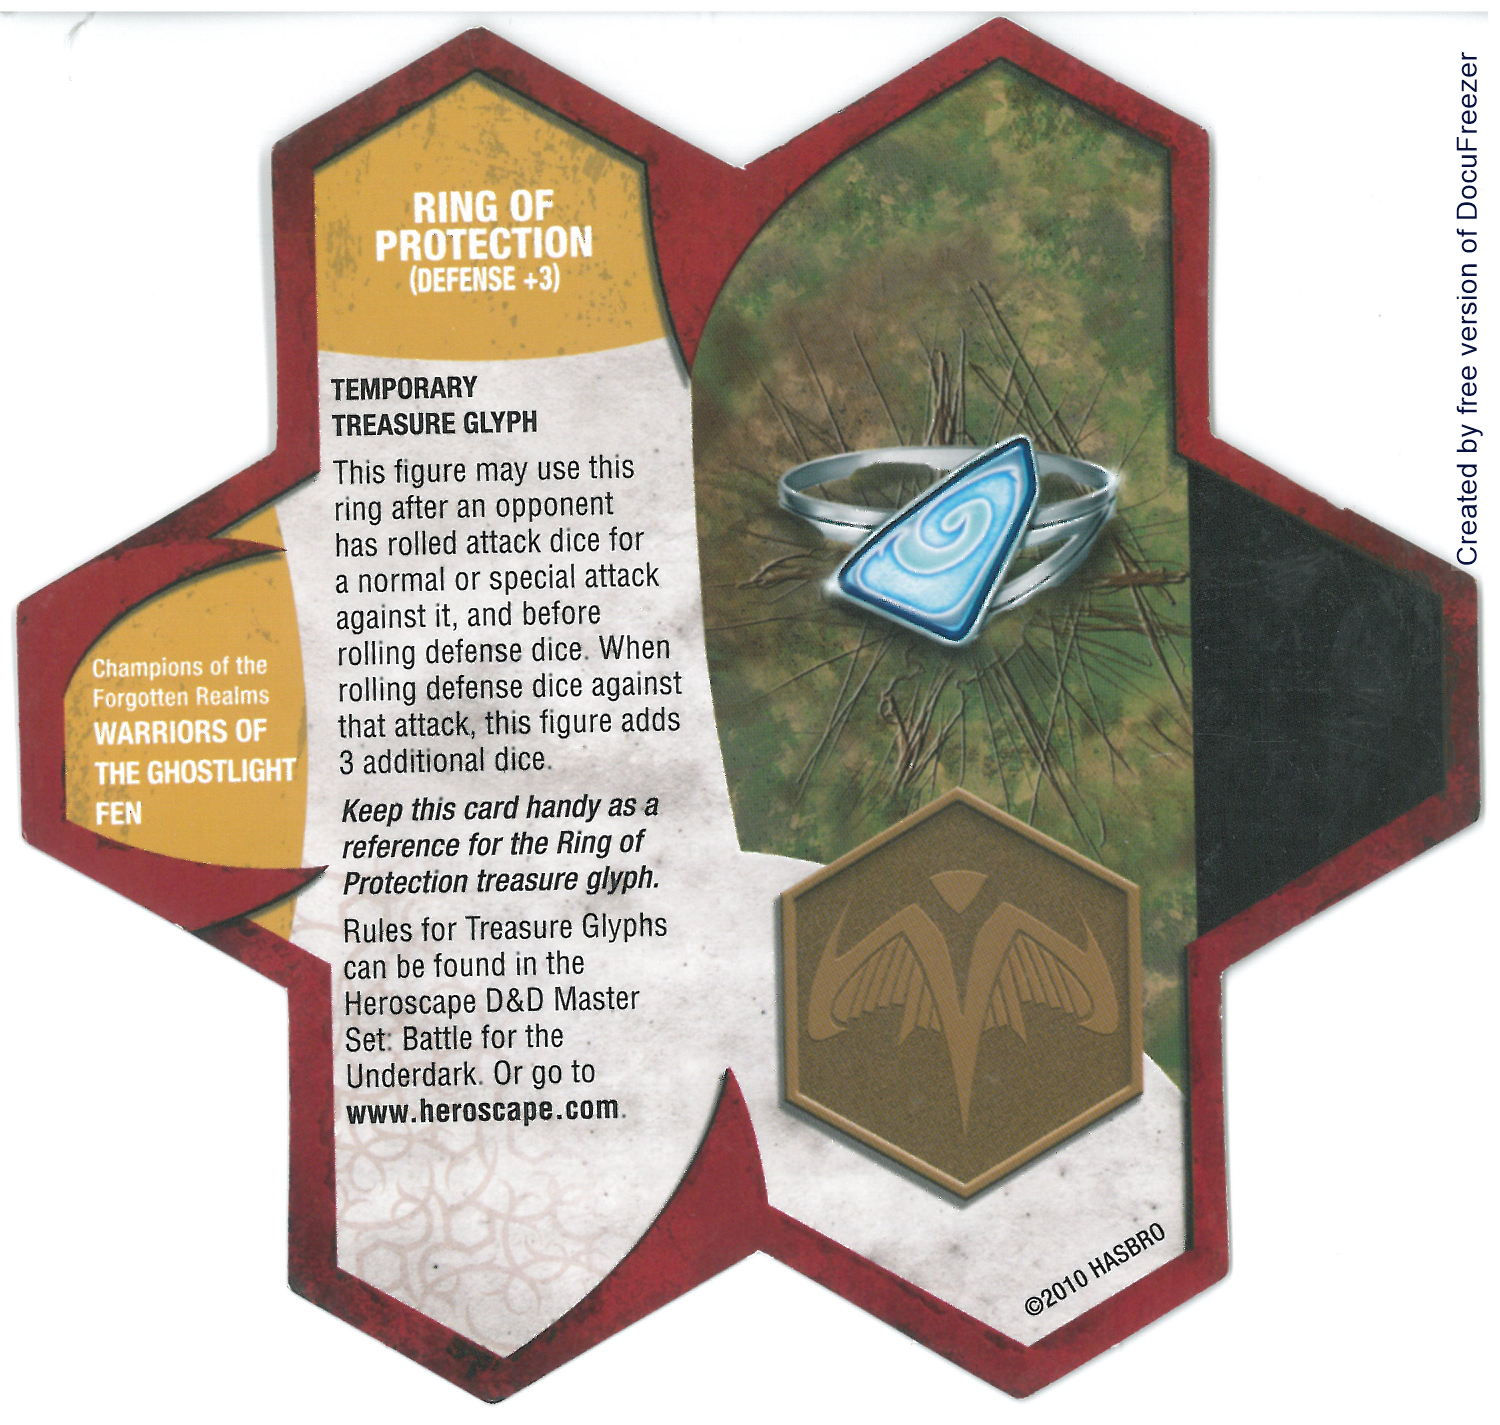 RING OF
PROTECTION
(DEFENSE +3)
TEMPORARY
TREASURE GLYPH
This figure may use this
ring after an opponent
has rolled attack dice for
a normal or special attack
against it, and before
rolling defense dice. When
rolling defense dice against
that attack, this figure adds
3 additional dice.
Keep this card handy as a
reference for the Ring of
Protection treasure glyph.
Rules for Treasure Glyphs
can be found in the
Heroscape D&D Master
Set: Battle for the
Underdark. Or go to
www.heroscape.com.
Champions of the
Forgotten Realms
WARRIORS OF
THE GHOSTLIGHT
FEN
©2010 HASBRO
Created by free version of DocuFreezer